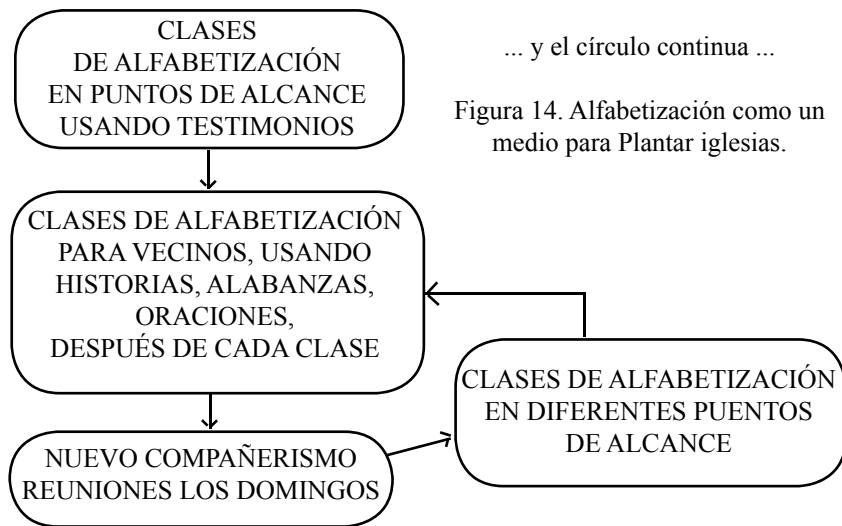 CLASES
DE ALFABETIZACIÓN
EN PUNTOS DE ALCANCE
USANDO TESTIMONIOS
... y el círculo continua ...
Figura 14. Alfabetización como un
medio para Plantar iglesias.
CLASES DE ALFABETIZACIÓN
PARA VECINOS, USANDO
HISTORIAS, ALABANZAS,
ORACIONES,
DESPUÉS DE CADA CLASE
CLASES DE ALFABETIZACIÓN
EN DIFERENTES PUENTOS
DE ALCANCE
NUEVO COMPAÑERISMO
REUNIONES LOS DOMINGOS